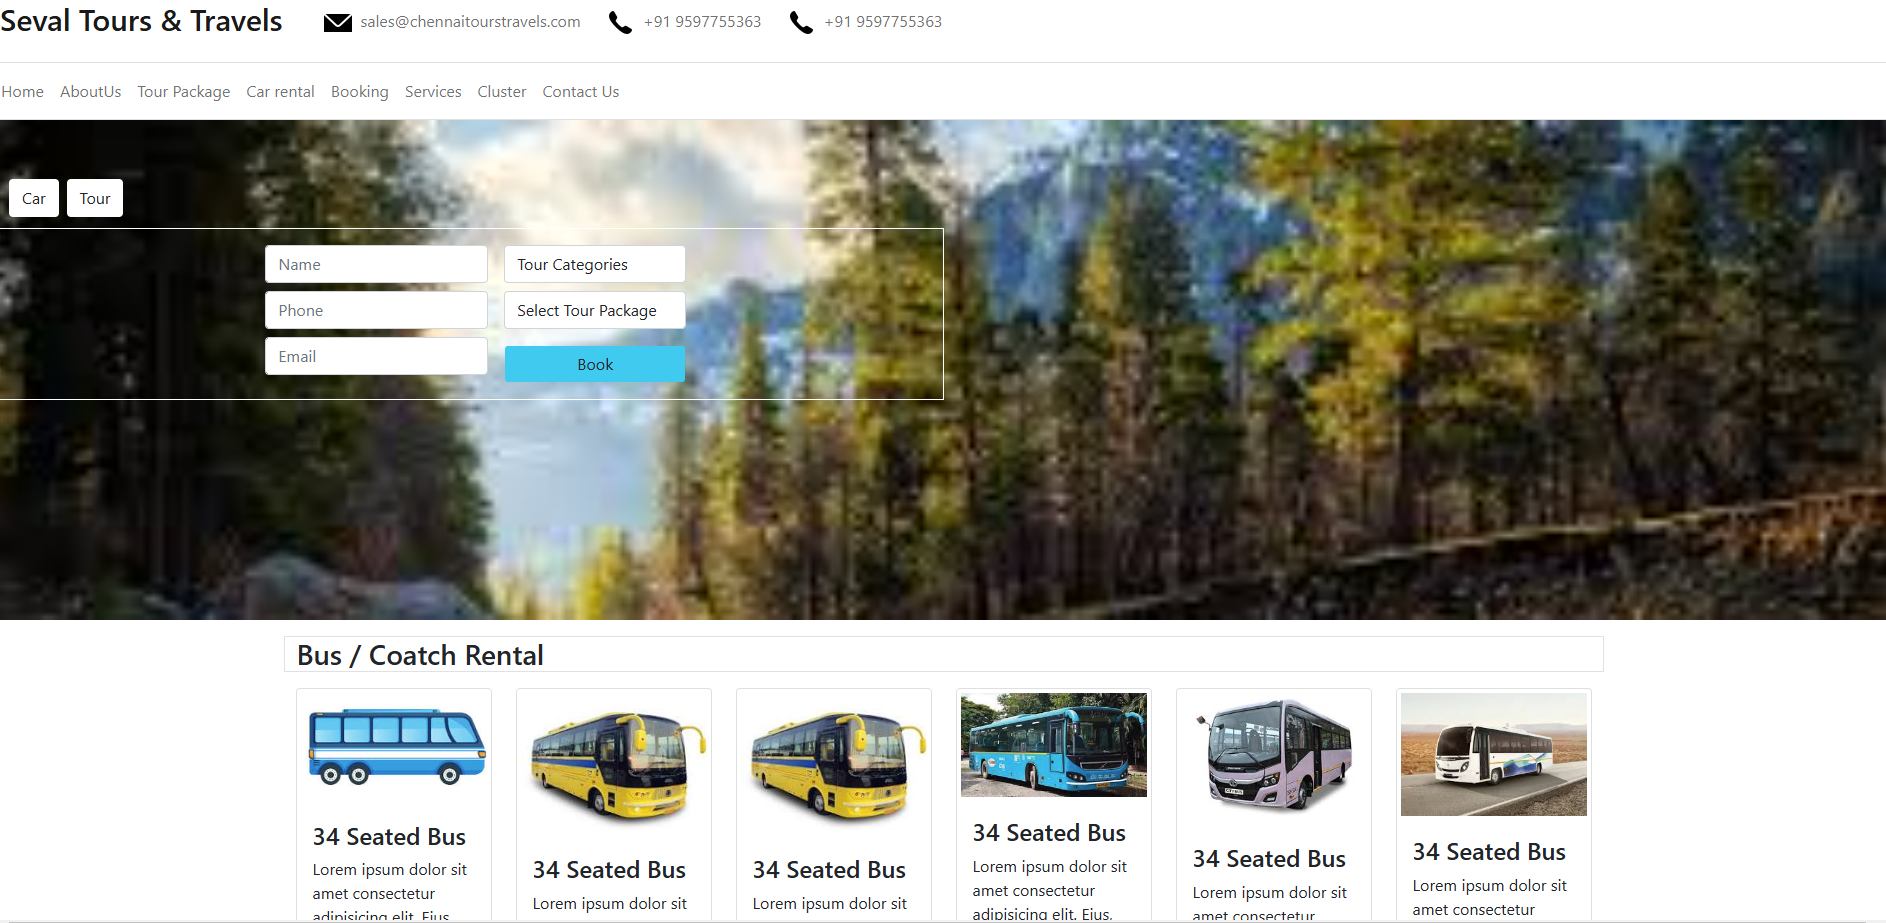 Seval Tours & Travels sales@chennaitourstravels.com +91 9597755363 +91 9597755363
Home AboutUs Tour Package Car rental Booking Services Cluster Contact Us
Car Tour
Name Tour Categories
Phone Select Tour Package
Email Book
Bus / Coatch Rental
34 Seated Bus
Lorem ipsum dolor sit
amet consectetur
adipisicing elit. Eius
34 Seated Bus
Lorem ipsum dolor sit
34 Seated Bus
Lorem ipsum dolor sit
34 Seated Bus
Lorem ipsum dolor sit
amet consectetur
adipisicing elit. Eius,
34 Seated Bus
Lorem ipsum dolor sit
amet consectetur
34 Seated Bus
Lorem ipsum dolor sit
amet consectetur